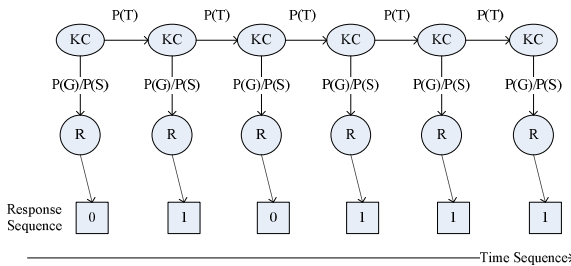 P(T) P(T) P(T) P(T) P(T)
KC KC KC KC KC KC
P(G)/P(S) P(G)/P(S) P(G)/P(S) P(G)/P(S) P(G)/P(S) P(G)/P(S)
R R R R R R
Response
Sequence
0 1 0 1 1 1
Time Sequence